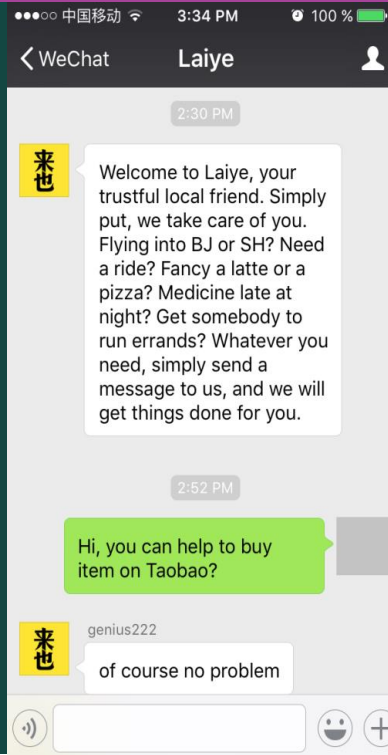 中国移动 3:34 PM 100 %
WeChat Laiye
2:30 PM
来也
Welcome to Laiye, your
trustful local friend. Simply
put, we take care of you.
Flying into BJ or SH? Need
a ride? Fancy a latte or a
pizza? Medicine late at
night? Get somebody to
run errands? Whatever you
need, simply send a
message to us, and we will
get things done for you.
2:52 PM
Hi, you can help to buy
item on Taobao?
来也
genius222
of course no problem